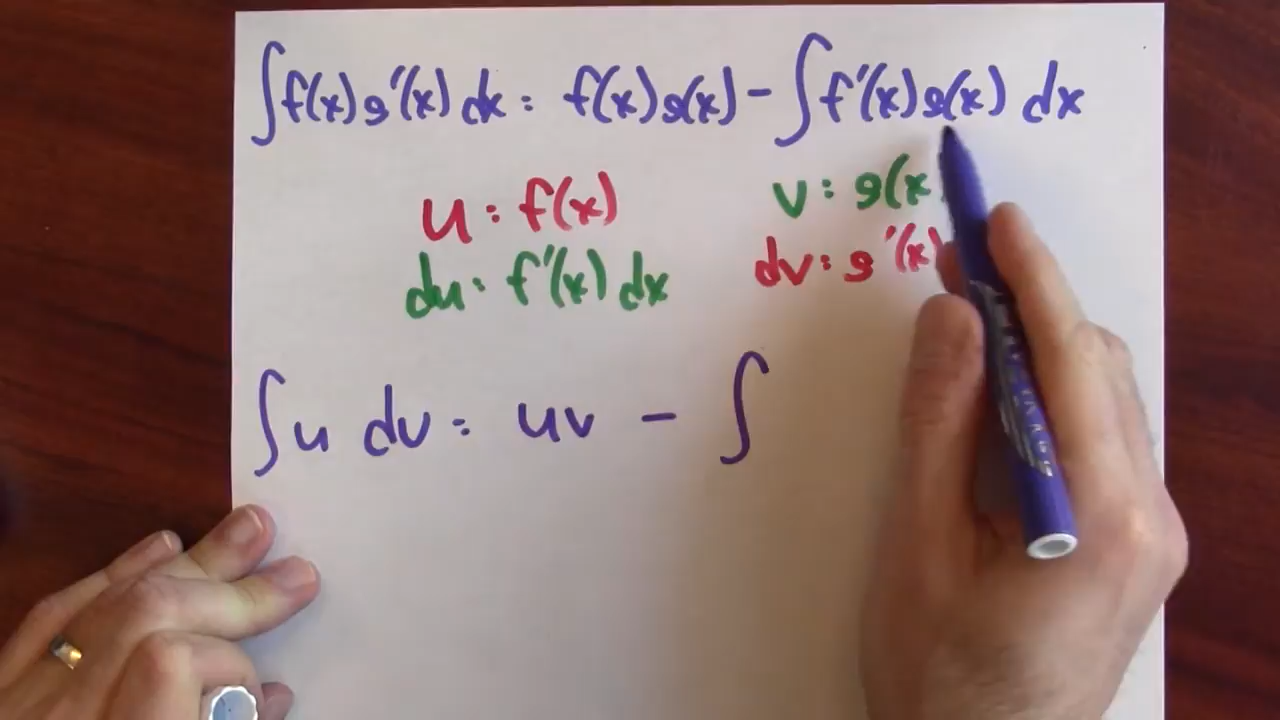 ∫f(x)g'(x)dx = f(x)g(x) - ∫f'(x)g(x) dx
u = f(x) v = g(x
du = f'(x) dx dv = g'(x)
∫u dv = uv - ∫